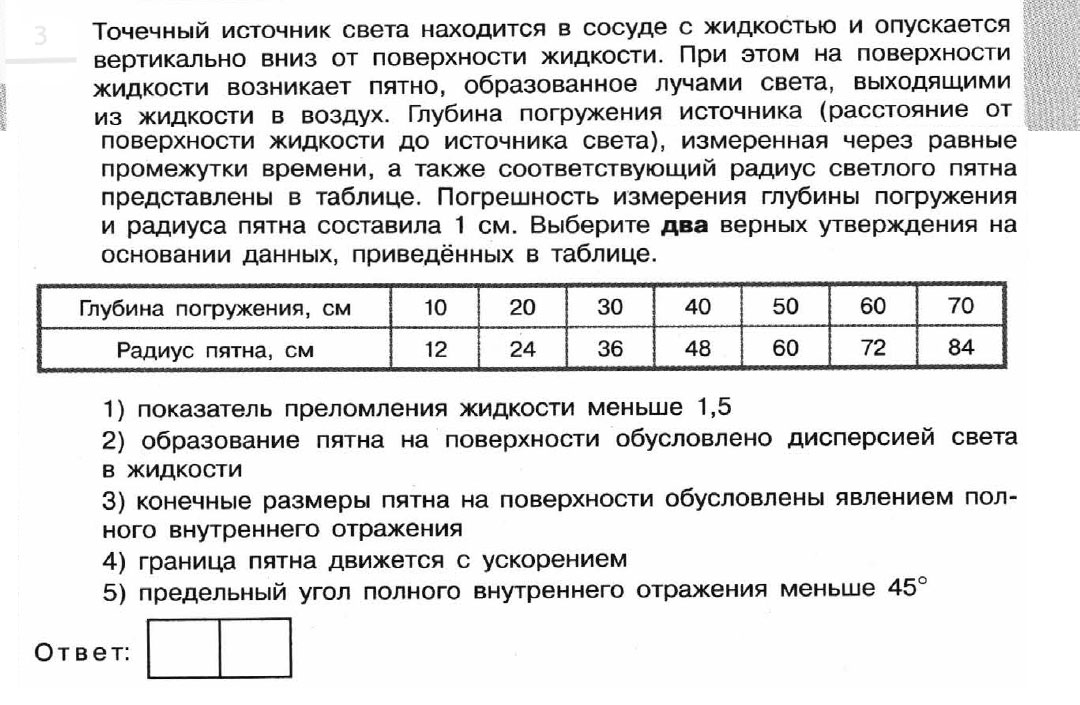 3
Точечный источник света находится в сосуде с жидкостью и опускается
вертикально вниз от поверхности жидкости. При этом на поверхности
жидкости возникает пятно, образованное лучами света, выходящими
из жидкости в воздух. Глубина погружения источника (расстояние от
поверхности жидкости до источника света), измеренная через равные
промежутки времени, а также соответствующий радиус светлого пятна
представлены в таблице. Погрешность измерения глубины погружения
и радиуса пятна составила 1 см. Выберите два верных утверждения на
основании данных, приведённых в таблице.
Глубина погружения, см 10 20 30 40 50 60 70
Радиус пятна, см 12 24 36 48 60 72 84
1) показатель преломления жидкости меньше 1,5
2) образование пятна на поверхности обусловлено дисперсией света
в жидкости
3) конечные размеры пятна на поверхности обусловлены явлением пол-
ного внутреннего отражения
4) граница пятна движется с ускорением
5) предельный угол полного внутреннего отражения меньше 45°
Ответ: